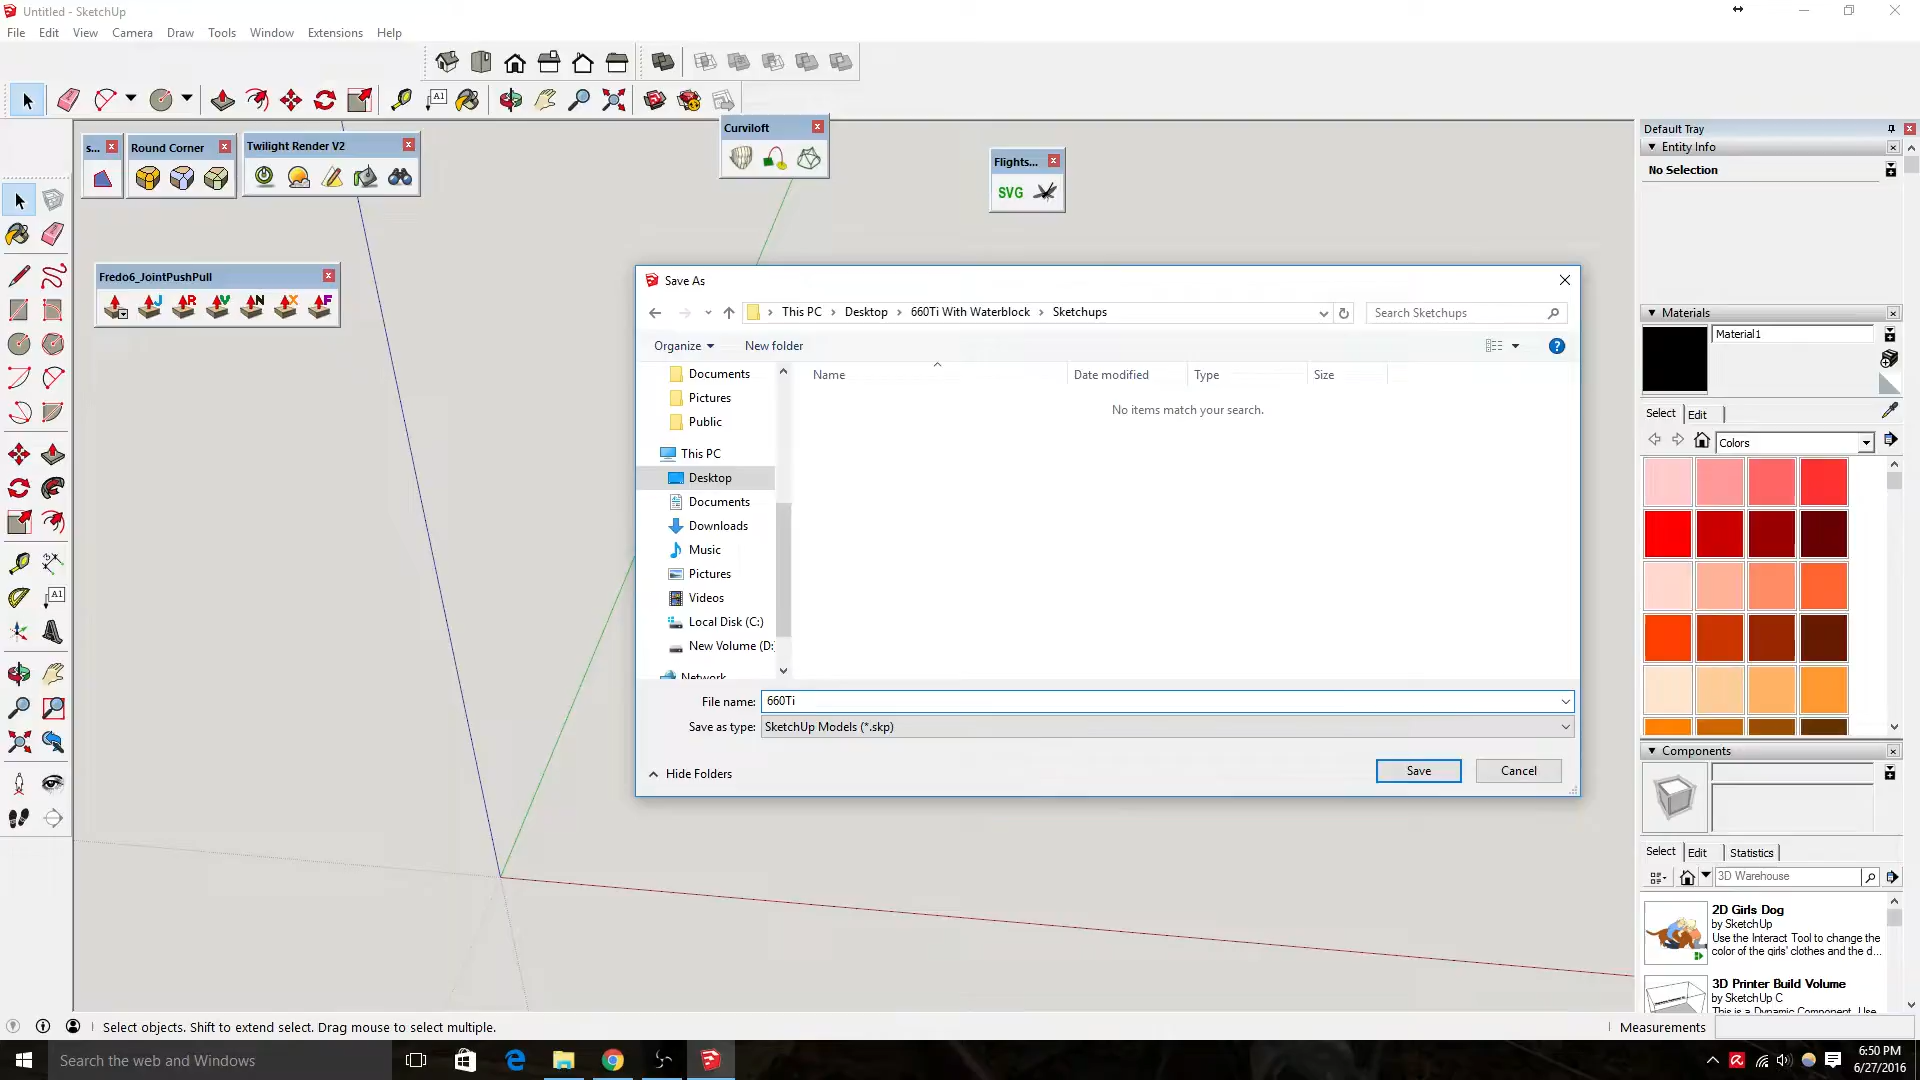 Untitled - SketchUp
File Edit View Camera Draw Tools Window Extensions Help
A1
Curviloft
s...
Round Corner
Twilight Render V2
Flights...
SVG
Fredo6_JointPushPull
J R V N X F
A1
Save As
This PC > Desktop > 660Ti With Waterblock > Sketchups
Search Sketchups
Organize
New folder
Name
Date modified
Type
Size
No items match your search.
Documents
Pictures
Public
This PC
Desktop
Documents
Downloads
Music
Pictures
Videos
Local Disk (C:)
New Volume (D:
Network
File name: 660Ti
Save as type: SketchUp Models (*.skp)
Hide Folders
Save
Cancel
Default Tray
Entity Info
No Selection
Materials
Material1
Select Edit
Colors
Components
Select Edit Statistics
3D Warehouse
2D Girls Dog
by SketchUp
Use the Interact Tool to change the
color of the girls' clothes and the d...
3D Printer Build Volume
by SketchUp C
This is a Dynamic Component. Use
Select objects. Shift to extend select. Drag mouse to select multiple.
Measurements
Search the web and Windows
6:50 PM
6/27/2016